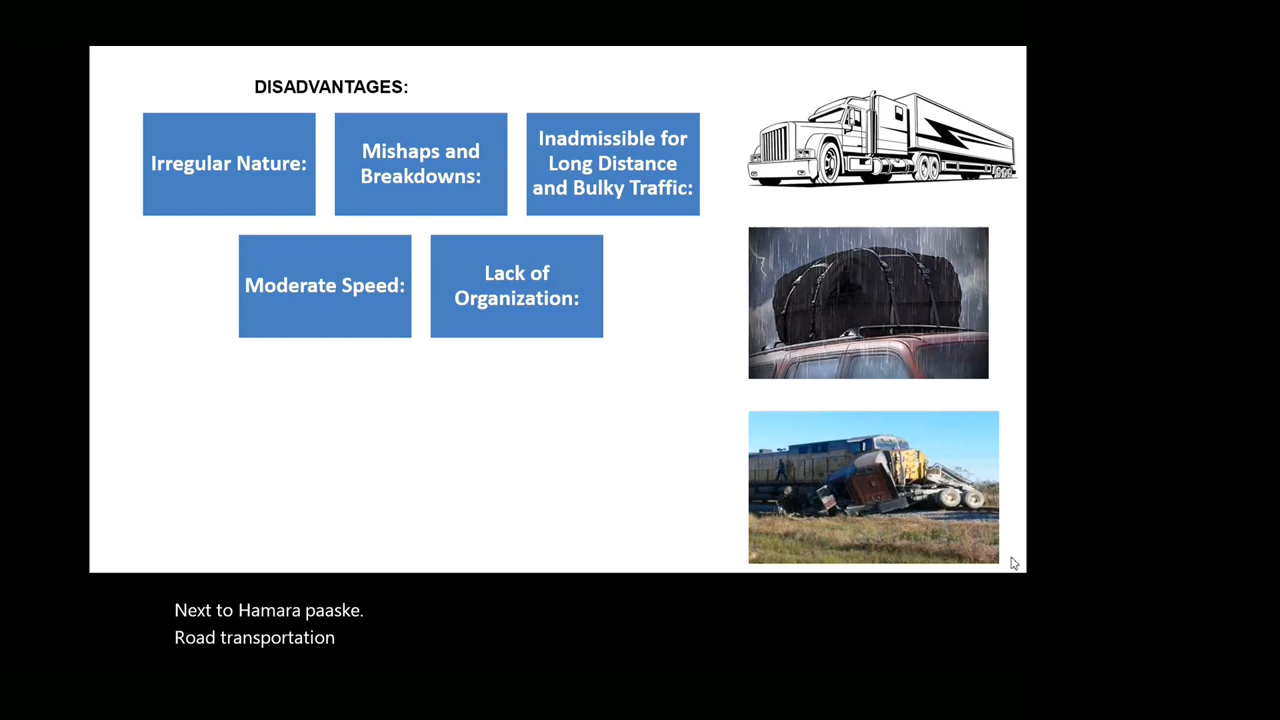 DISADVANTAGES:
Irregular Nature:
Mishaps and
Breakdowns:
Inadmissible for
Long Distance
and Bulky Traffic:
Moderate Speed:
Lack of
Organization:
Next to Hamara paaske.
Road transportation